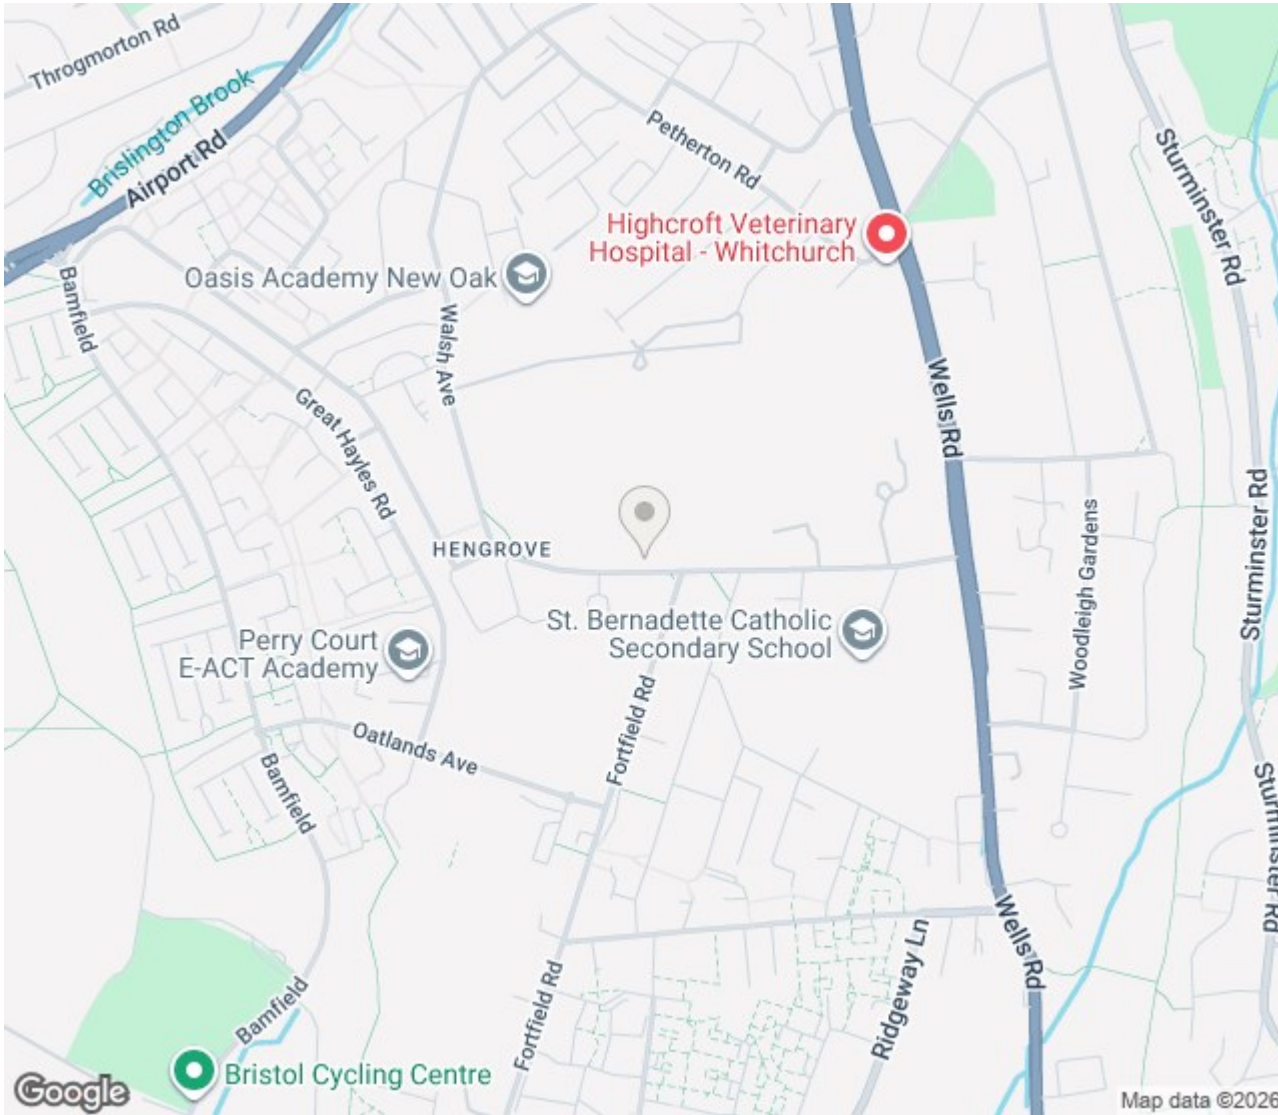 Throgmorton Rd
Brislington Brook
Airport Rd
Petherton Rd
Sturminster Rd
Highcroft Veterinary
Hospital - Whitchurch
Oasis Academy New Oak
Bamfield
Walsh Ave
Wells Rd
Great Hayles Rd
HENGROVE
Woodleigh Gardens
Sturminster Rd
St. Bernadette Catholic
Secondary School
Perry Court
E-ACT Academy
Fortfield Rd
Oatlands Ave
Bamfield
Sturminster Rd
Ridgeway Ln
Wells Rd
Fortfield Rd
Bamfield
Bristol Cycling Centre
Google
Map data ©2026